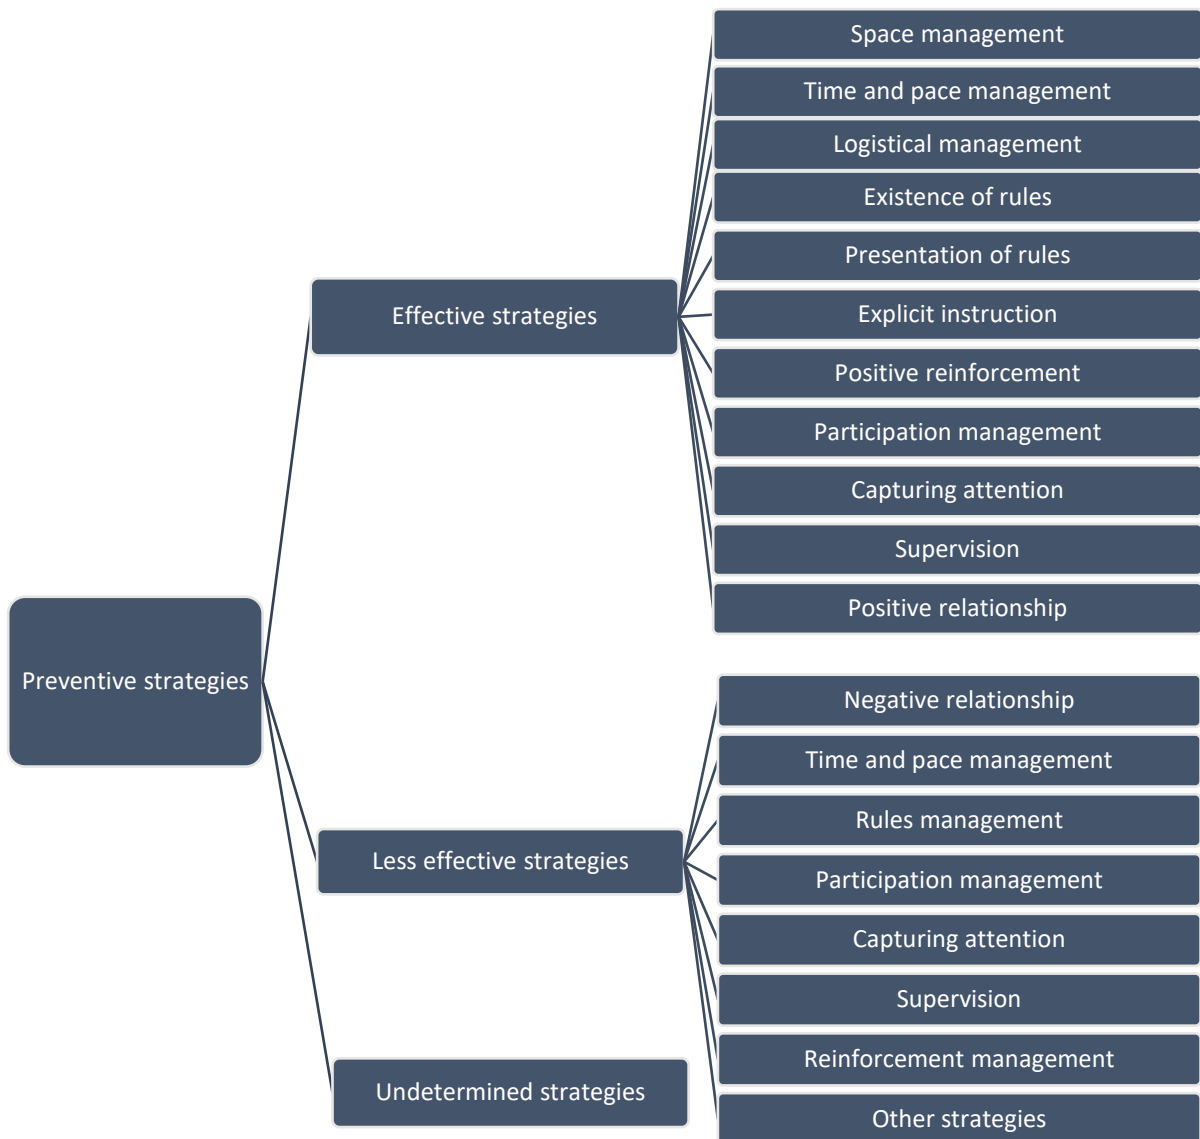 Preventive strategies
Effective strategies
Space management
Time and pace management
Logistical management
Existence of rules
Presentation of rules
Explicit instruction
Positive reinforcement
Participation management
Capturing attention
Supervision
Positive relationship
Less effective strategies
Negative relationship
Time and pace management
Rules management
Participation management
Capturing attention
Supervision
Reinforcement management
Other strategies
Undetermined strategies